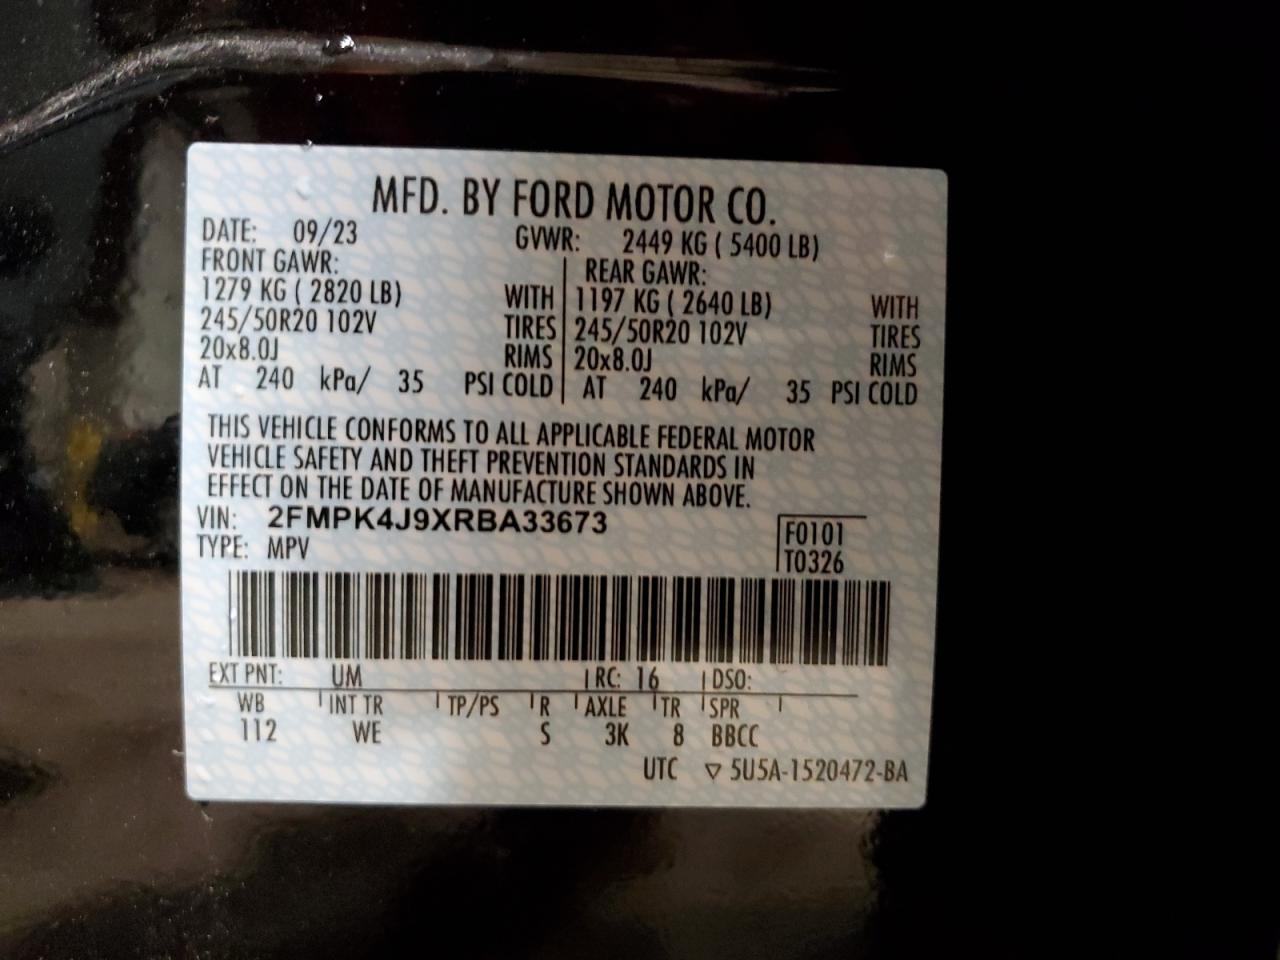 MFD. BY FORD MOTOR CO.
DATE: 09/23 GVWR: 2449 KG ( 5400 LB)
FRONT GAWR: REAR GAWR:
1279 KG ( 2820 LB) WITH 1197 KG ( 2640 LB) WITH
245/50R20 102V TIRES 245/50R20 102V TIRES
20x8.0J RIMS 20x8.0J RIMS
AT 240 kPa/ 35 PSI COLD AT 240 kPa/ 35 PSI COLD
THIS VEHICLE CONFORMS TO ALL APPLICABLE FEDERAL MOTOR
VEHICLE SAFETY AND THEFT PREVENTION STANDARDS IN
EFFECT ON THE DATE OF MANUFACTURE SHOWN ABOVE.
VIN: 2FMPK4J9XRBA33673 F0101
TYPE: MPV T0326
EXT PNT: UM RC: 16 DSO:
WB INT TR TP/PS R AXLE TR SPR
112 WE S 3K 8 BBCC
UTC ▽ 5U5A-1520472-BA